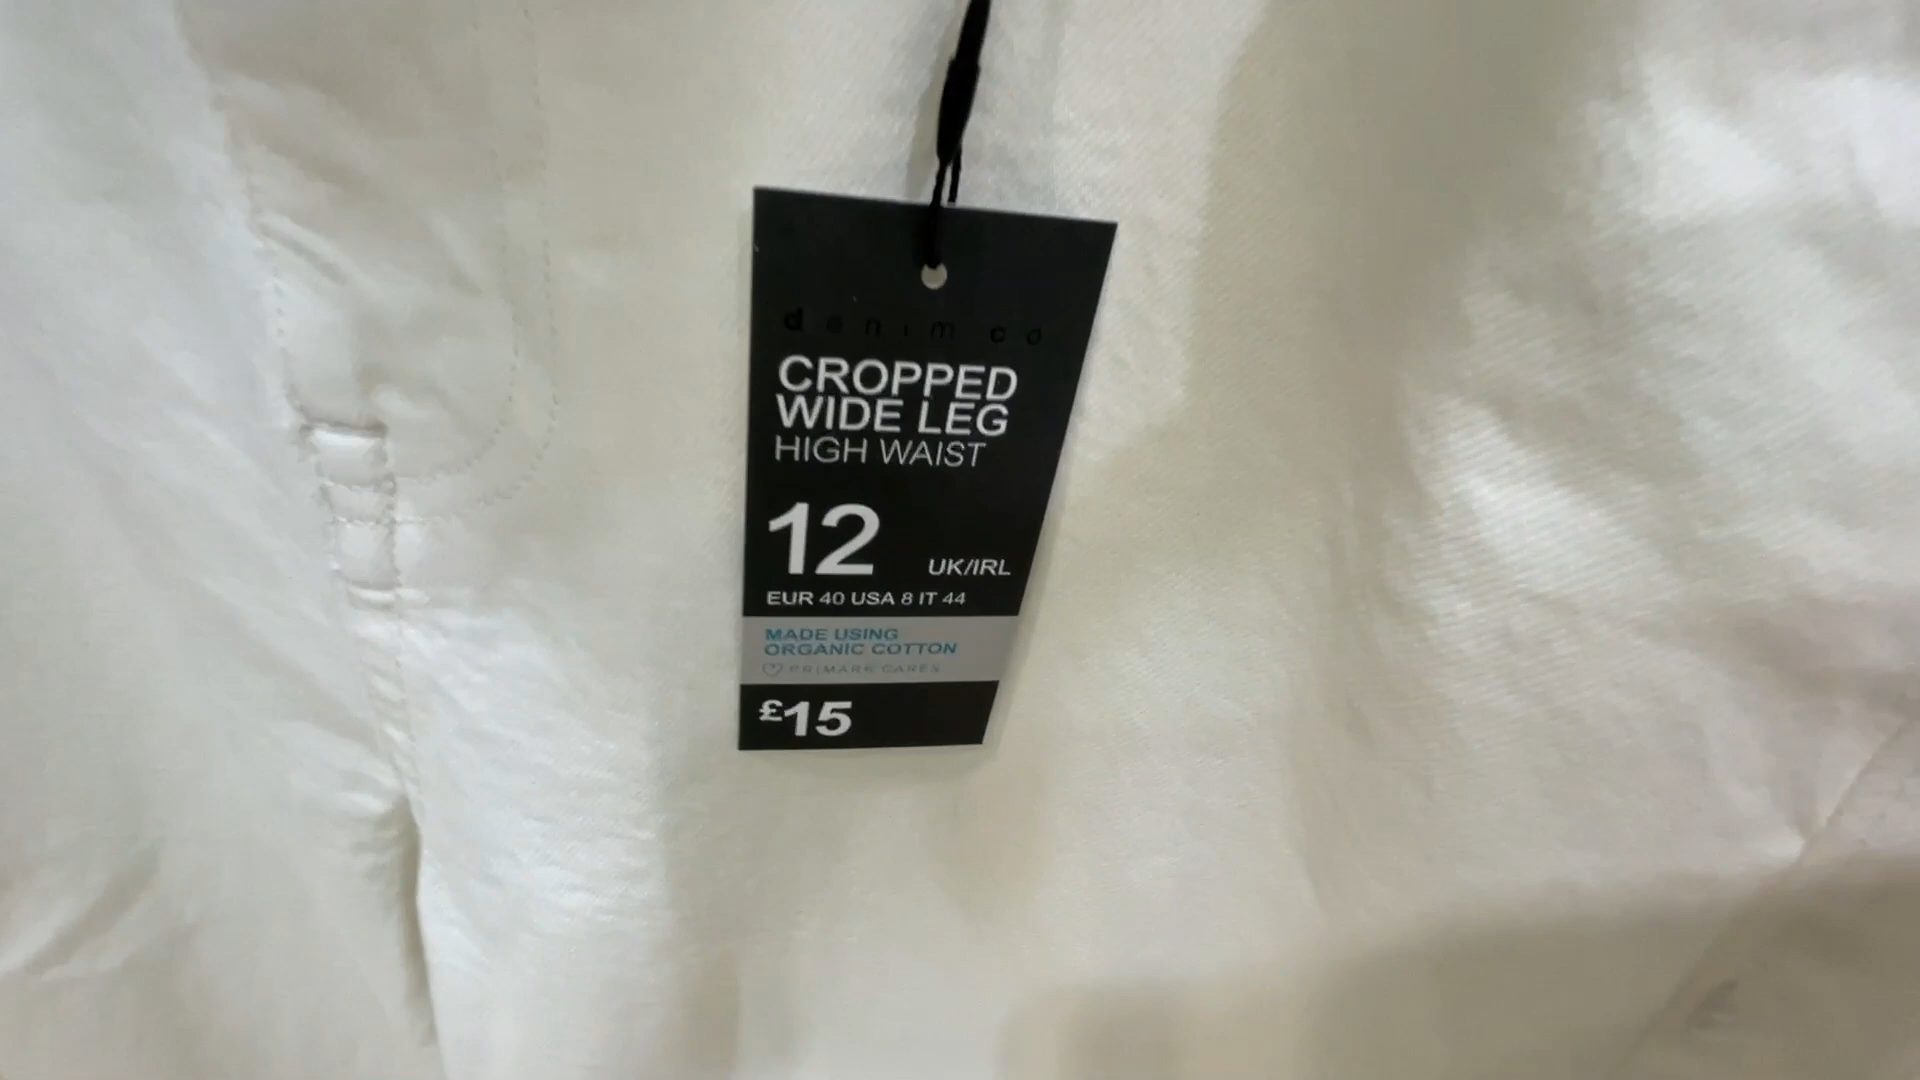 denim co
CROPPED
WIDE LEG
HIGH WAIST
12 UK/IRL
EUR 40 USA 8 IT 44
MADE USING
ORGANIC COTTON
PRIMARK CARES
£15